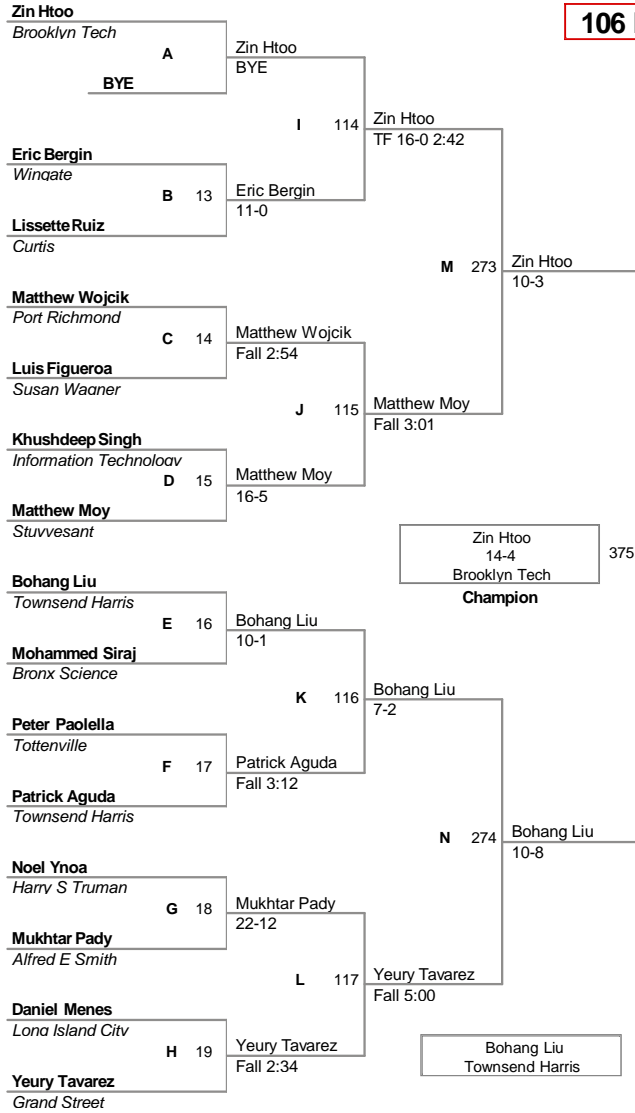 Zin Htoo
Brooklyn Tech
106
A
Zin Htoo
BYE
BYE
I 114
Zin Htoo
TF 16-0 2:42
Eric Bergin
Wingate
B 13
Eric Bergin
11-0
Lissette Ruiz
Curtis
M 273
Zin Htoo
10-3
Matthew Wojcik
Port Richmond
C 14
Matthew Wojcik
Fall 2:54
Luis Figueroa
Susan Wagner
J 115
Matthew Moy
Fall 3:01
Khushdeep Singh
Information Technology
D 15
Matthew Moy
16-5
Matthew Moy
Stuyvesant
Zin Htoo
14-4
375
Brooklyn Tech
Champion
Bohang Liu
Townsend Harris
E 16
Bohang Liu
10-1
Mohammed Siraj
Bronx Science
K 116
Bohang Liu
7-2
Peter Paolella
Tottenville
F 17
Patrick Aguda
Fall 3:12
Patrick Aguda
Townsend Harris
N 274
Bohang Liu
10-8
Noel Ynoa
Harry S Truman
G 18
Mukhtar Pady
22-12
Mukhtar Pady
Alfred E Smith
L 117
Yeury Tavarez
Fall 5:00
Daniel Menes
Long Island City
H 19
Yeury Tavarez
Fall 2:34
Yeury Tavarez
Grand Street
Bohang Liu
Townsend Harris